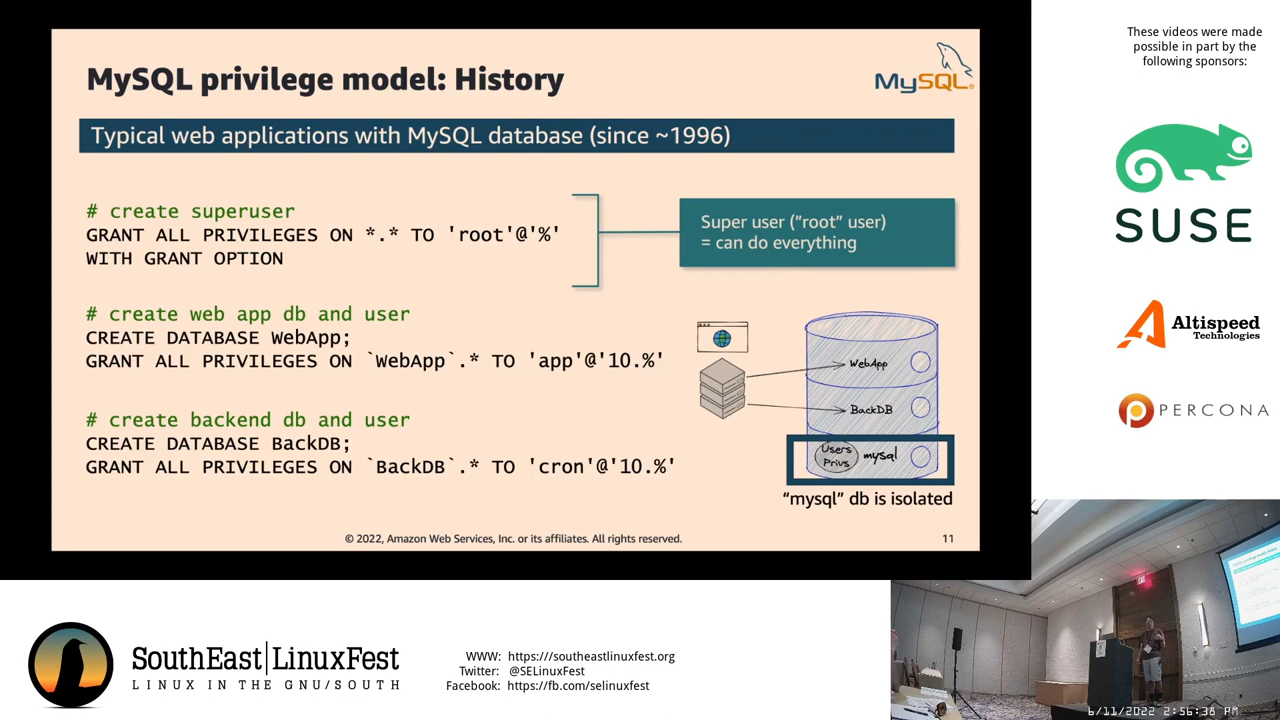 MySQL privilege model: History
MySQL®
Typical web applications with MySQL database (since ~1996)
# create superuser
GRANT ALL PRIVILEGES ON *.* TO 'root'@'%'
WITH GRANT OPTION
Super user ("root" user)
= can do everything
# create web app db and user
CREATE DATABASE WebApp;
GRANT ALL PRIVILEGES ON `WebApp`.* TO 'app'@'10.%'
# create backend db and user
CREATE DATABASE BackDB;
GRANT ALL PRIVILEGES ON `BackDB`.* TO 'cron'@'10.%'
WebApp
BackDB
Users
Privs
mysql
“mysql” db is isolated
© 2022, Amazon Web Services, Inc. or its affiliates. All rights reserved.
11
These videos were made
possible in part by the
following sponsors:
SUSE
Altispeed
Technologies
PERCONA
SouthEast LinuxFest
LINUX IN THE GNU/SOUTH
WWW: https:///southeastlinuxfest.org
Twitter: @SELinuxFest
Facebook: https://fb.com/selinuxfest
6/11/2022 2:56:38 PM